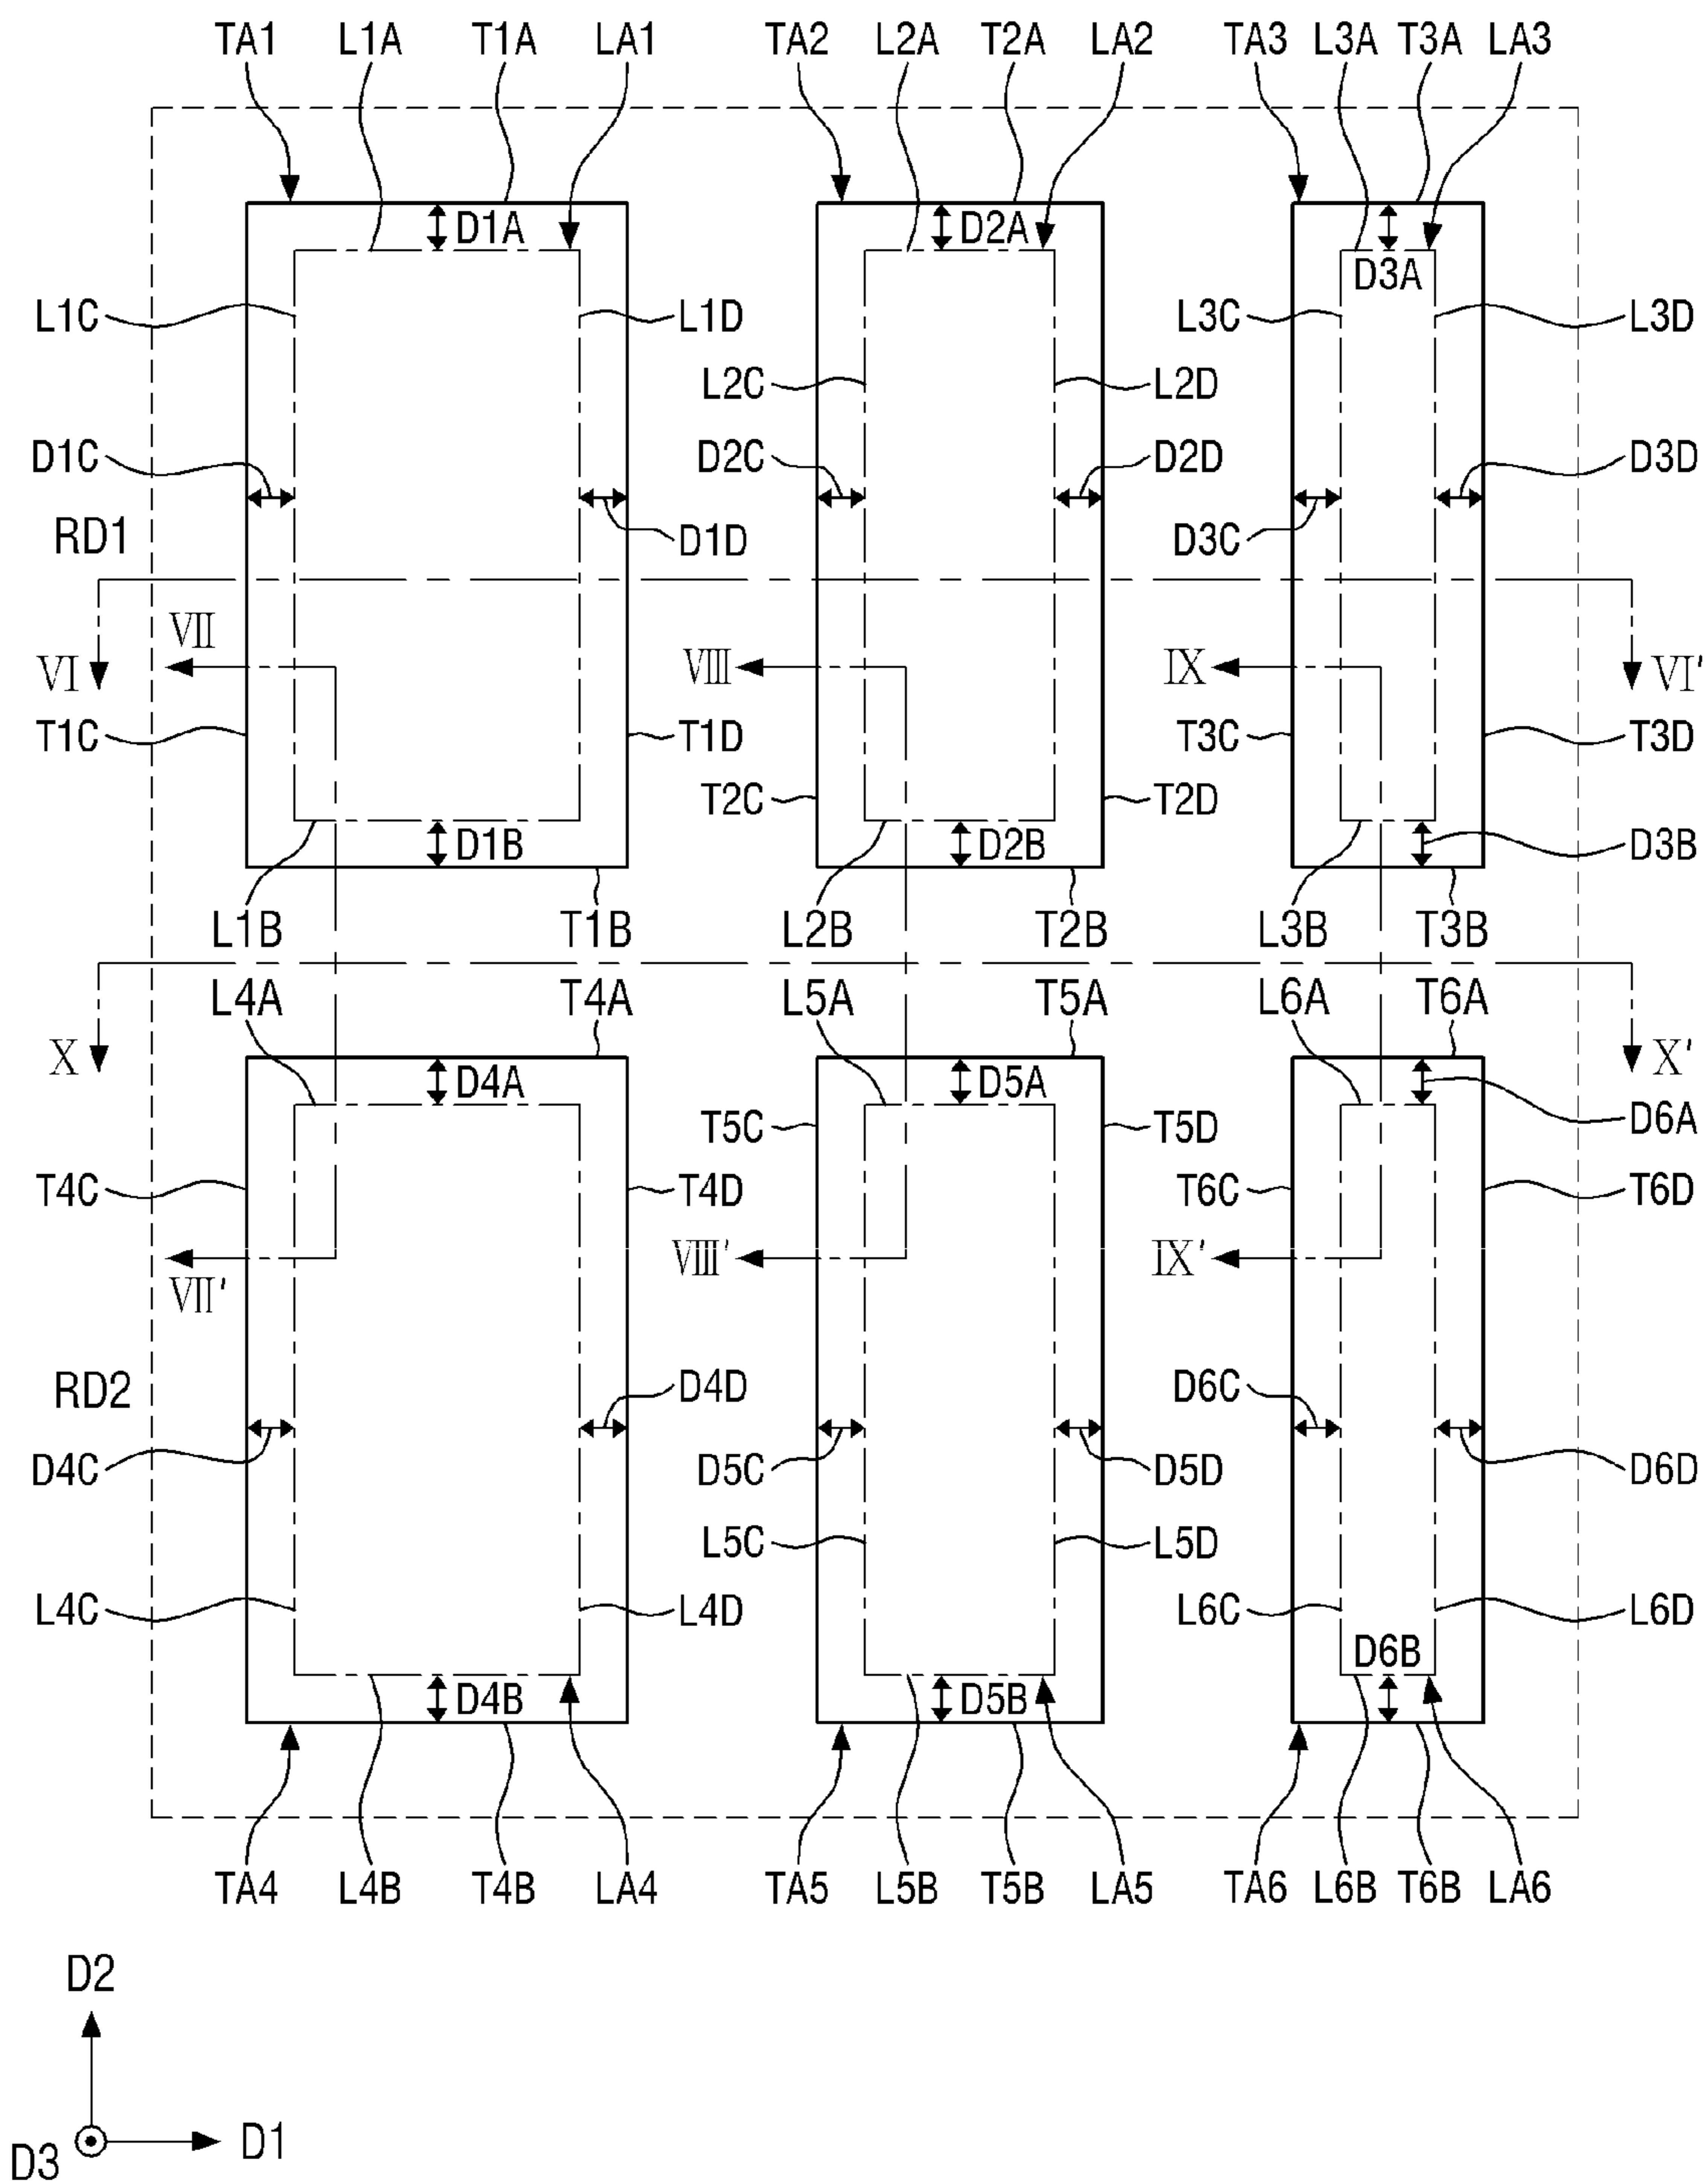 TA1 L1A T1A LA1 TA2 L2A T2A LA2 TA3 L3A T3A LA3
D1A D2A D3A
L1C L1D L3C L3D
L2C L2D
D1C D2C D2D D3D
RD1 D1D D3C
VII
VI VIII IX VI'
T1C T1D T3C T3D
T2C T2D
D1B D2B D3B
L1B T1B L2B T2B L3B T3B
L4A T4A L5A T5A L6A T6A
X X'
D4A D5A D6A
T5C T5D
T4C T4D T6C T6D
VII' VIII' IX'
RD2 D4D D6C
D4C D5C D5D D6D
L5C L5D
L4C L4D L6C L6D
D4B D5B D6B
TA4 L4B T4B LA4 TA5 L5B T5B LA5 TA6 L6B T6B LA6
D2
D3 D1